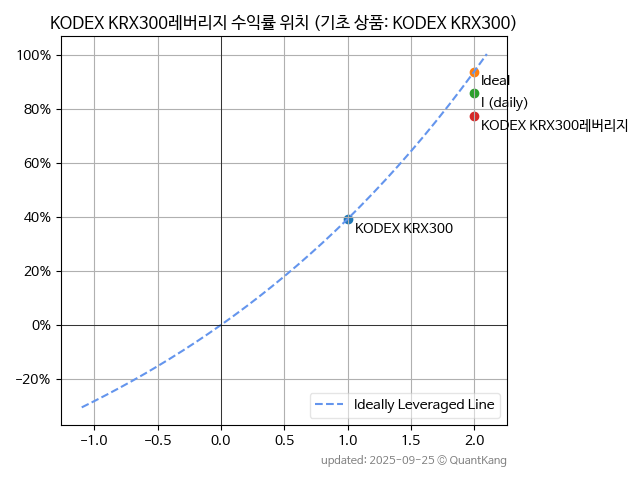 KODEX KRX300레버리지 수익률 위치 (기초 상품: KODEX KRX300)
100%
80%
60%
40%
20%
0%
−20%
Ideal
I (daily)
KODEX KRX300레버리지
KODEX KRX300
Ideally Leveraged Line
−1.0
−0.5
0.0
0.5
1.0
1.5
2.0
updated: 2025-09-25 © QuantKang